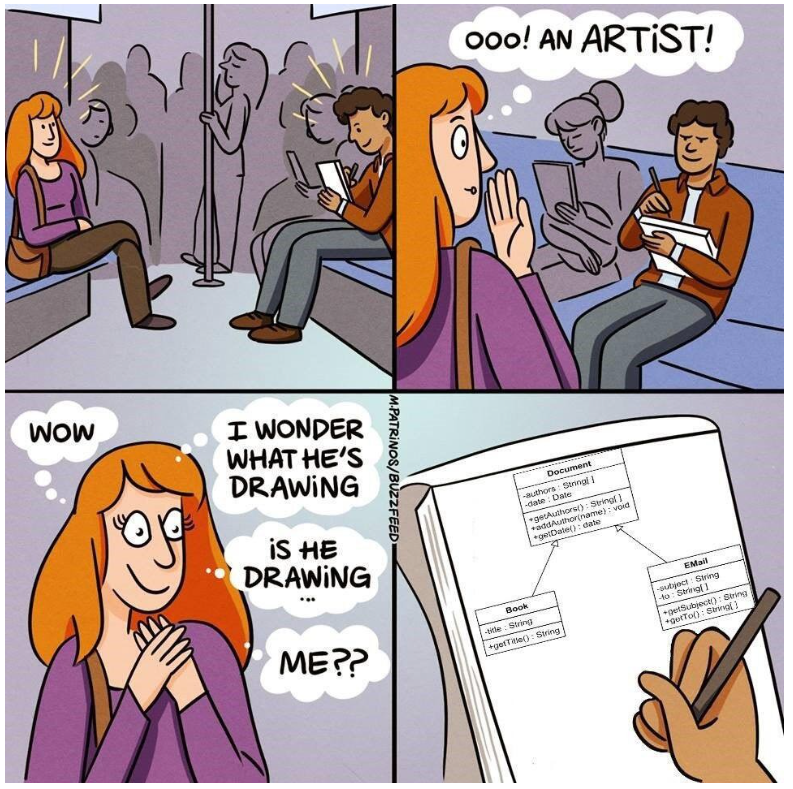 OOO! AN ARTiST!
WOW
I WONDER
WHAT HE'S
DRAWiNG
iS HE
DRAWiNG
...
ME??
M.PATRiNOS/BUZZFEED
Document
-authors : String[ ]
-date : Date
+getAuthors() : String[ ]
+addAuthor(name) : void
+getDate() : date
Book
-title : String
+getTitle() : String
EMail
-subject : String
-to : String[ ]
+getSubject() : String
+getTo() : String[ ]